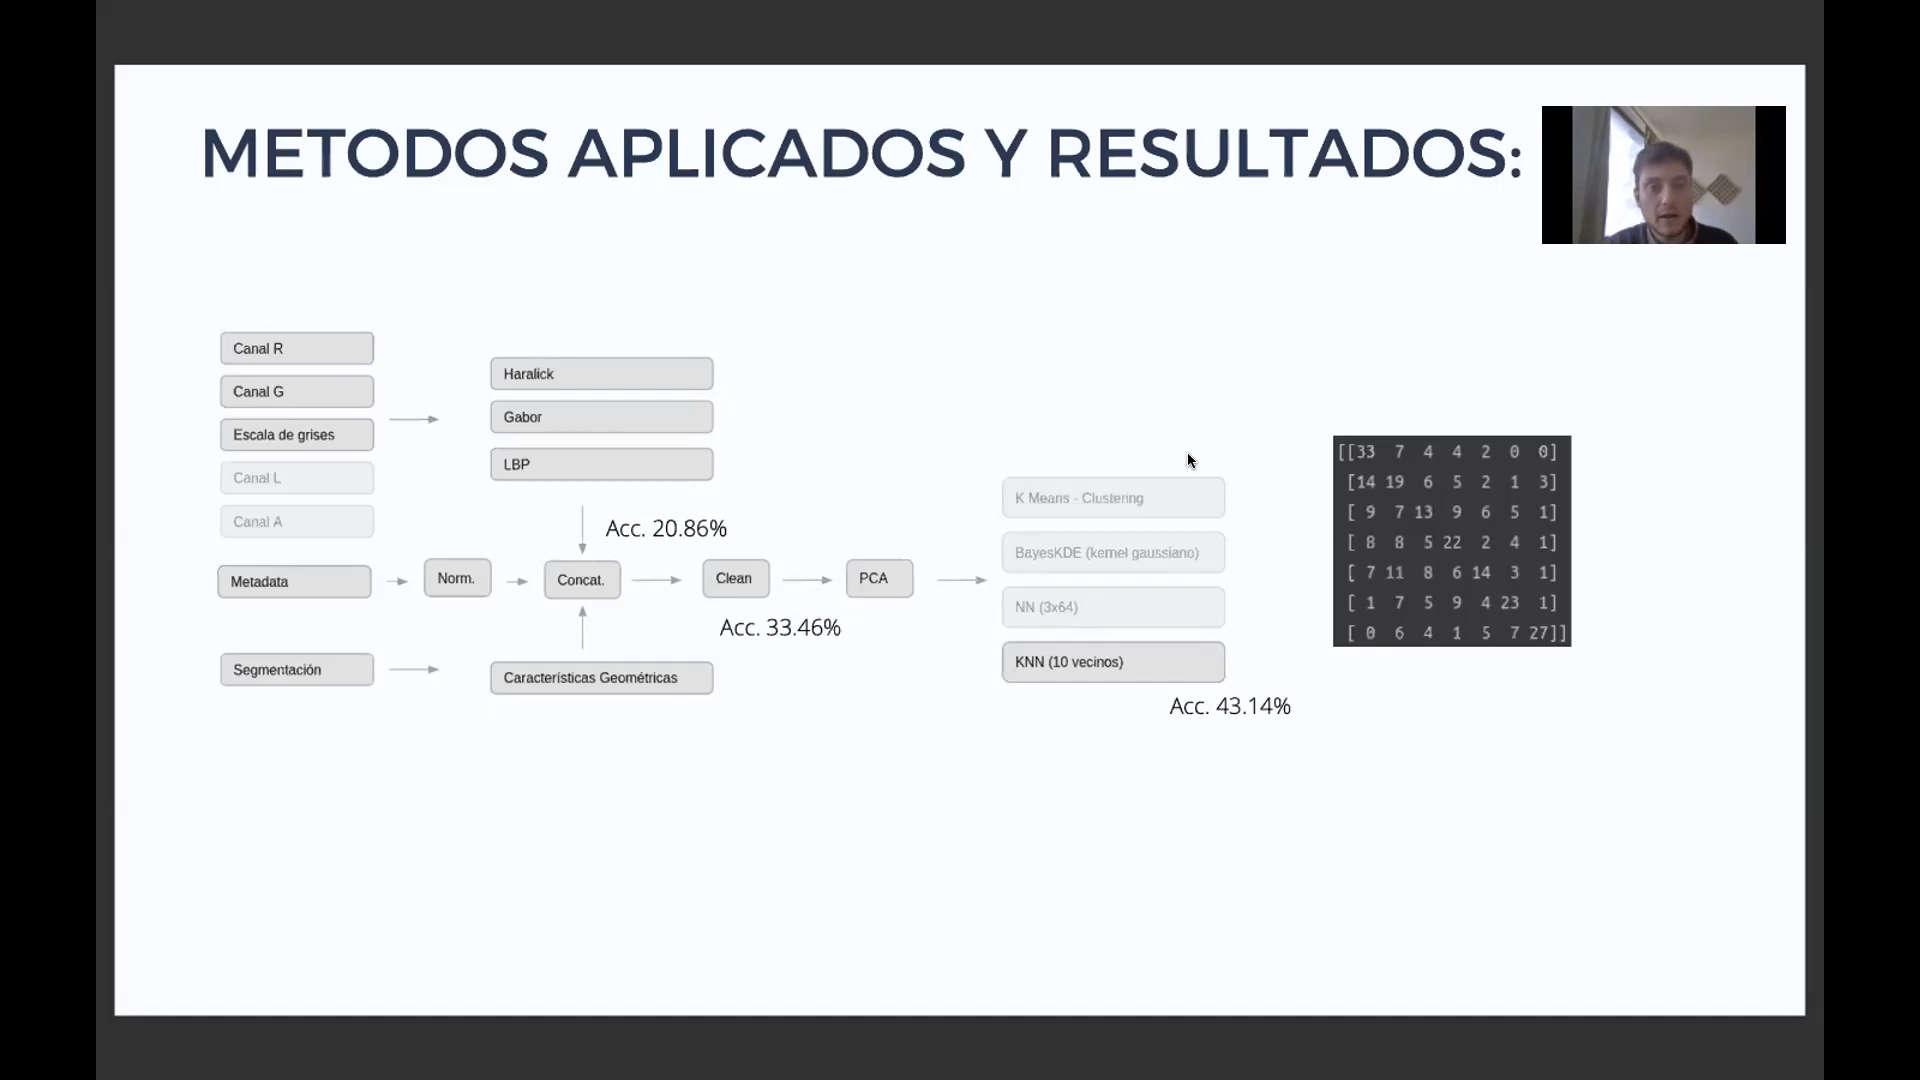 METODOS APLICADOS Y RESULTADOS:
Canal R
Canal G
Escala de grises
Canal L
Canal A
Metadata
Segmentación
Haralick
Gabor
LBP
Acc. 20.86%
Norm.
Concat.
Clean
PCA
Acc. 33.46%
Características Geométricas
K Means - Clustering
BayesKDE (kernel gaussiano)
NN (3x64)
KNN (10 vecinos)
Acc. 43.14%
[[33 7 4 4 2 0 0]
[14 19 6 5 2 1 3]
[ 9 7 13 9 6 5 1]
[ 8 8 5 22 2 4 1]
[ 7 11 8 6 14 3 1]
[ 1 7 5 9 4 23 1]
[ 0 6 4 1 5 7 27]]